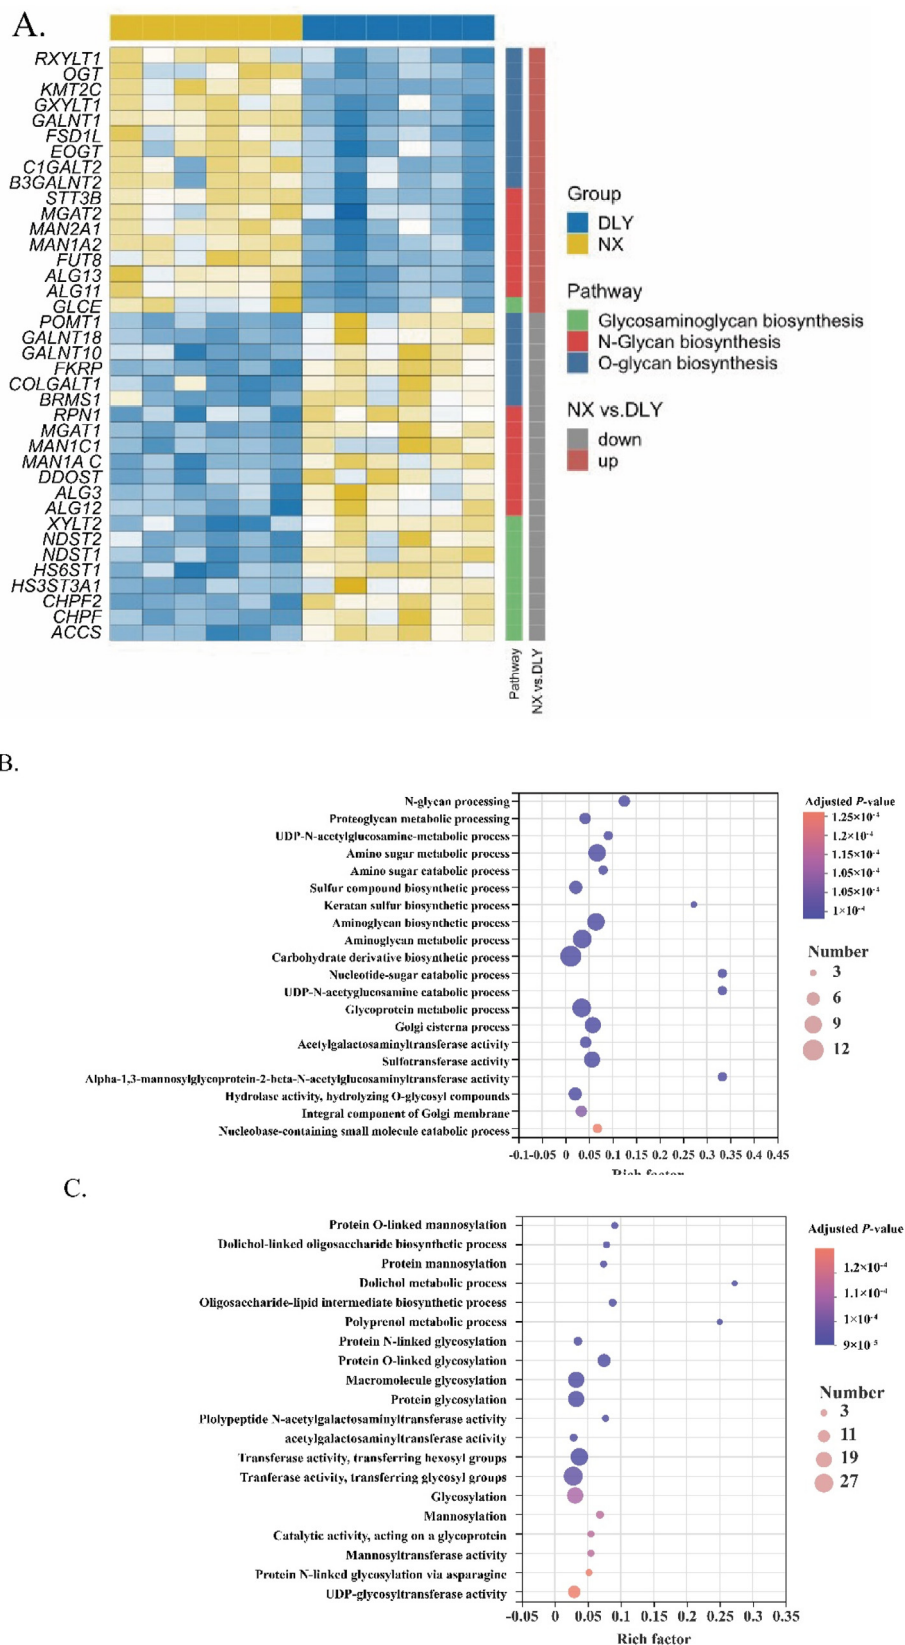 A.
RXYLT1
OGT
KMT2C
GXYLT1
GALNT1
FSD1L
EOGT
C1GALT2
B3GALNT2
STT3B
MGAT2
MAN2A1
MAN1A2
FUT8
ALG13
ALG11
GLCE
POMT1
GALNT18
GALNT10
FKRP
COLGALT1
BRMS1
RPN1
MGAT1
MAN1C1
MAN1A C
DDOST
ALG3
ALG12
XYLT2
NDST2
NDST1
HS6ST1
HS3ST3A1
CHPF2
CHPF
ACCS
Pathway
NX vs.DLY
Group
DLY
NX
Pathway
Glycosaminoglycan biosynthesis
N-Glycan biosynthesis
O-glycan biosynthesis
NX vs.DLY
down
up
B.
N-glycan processing
Proteoglycan metabolic processing
UDP-N-acetylglucosamine-metabolic process
Amino sugar metabolic process
Amino sugar catabolic process
Sulfur compound biosynthetic process
Keratan sulfur biosynthetic process
Aminoglycan biosynthetic process
Aminoglycan metabolic process
Carbohydrate derivative biosynthetic process
Nucleotide-sugar catabolic process
UDP-N-acetyglucosamine catabolic process
Glycoprotein metabolic process
Golgi cisterna process
Acetylgalactosaminyltransferase activity
Sulfotransferase activity
Alpha-1,3-mannosylglycoprotein-2-beta-N-acetylglucosaminyltransferase activity
Hydrolase activity, hydrolyzing O-glycosyl compounds
Integral component of Golgi membrane
Nucleobase-containing small molecule catabolic process
-0.1 -0.05 0 0.05 0.1 0.15 0.2 0.25 0.3 0.35 0.4 0.45
Rich factor
Adjusted P-value
1.25×10⁻⁴
1.2×10⁻⁴
1.15×10⁻⁴
1.05×10⁻⁴
1.05×10⁻⁴
1×10⁻⁴
Number
3
6
9
12
C.
Protein O-linked mannosylation
Dolichol-linked oligosaccharide biosynthetic process
Protein mannosylation
Dolichol metabolic process
Oligosaccharide-lipid intermediate biosynthetic process
Polyprenol metabolic process
Protein N-linked glycosylation
Protein O-linked glycosylation
Macromolecule glycosylation
Protein glycosylation
Plolypeptide N-acetylgalactosaminyltransferase activity
acetylgalactosaminyltransferase activity
Transferase activity, transferring hexosyl groups
Tranferase activity, transferring glycosyl groups
Glycosylation
Mannosylation
Catalytic activity, acting on a glycoprotein
Mannosyltransferase activity
Protein N-linked glycosylation via asparagine
UDP-glycosyltransferase activity
-0.05 0 0.05 0.1 0.15 0.2 0.25 0.3 0.35
Rich factor
Adjusted P-value
1.2×10⁻⁴
1.1×10⁻⁴
1×10⁻⁴
9×10⁻⁵
Number
3
11
19
27